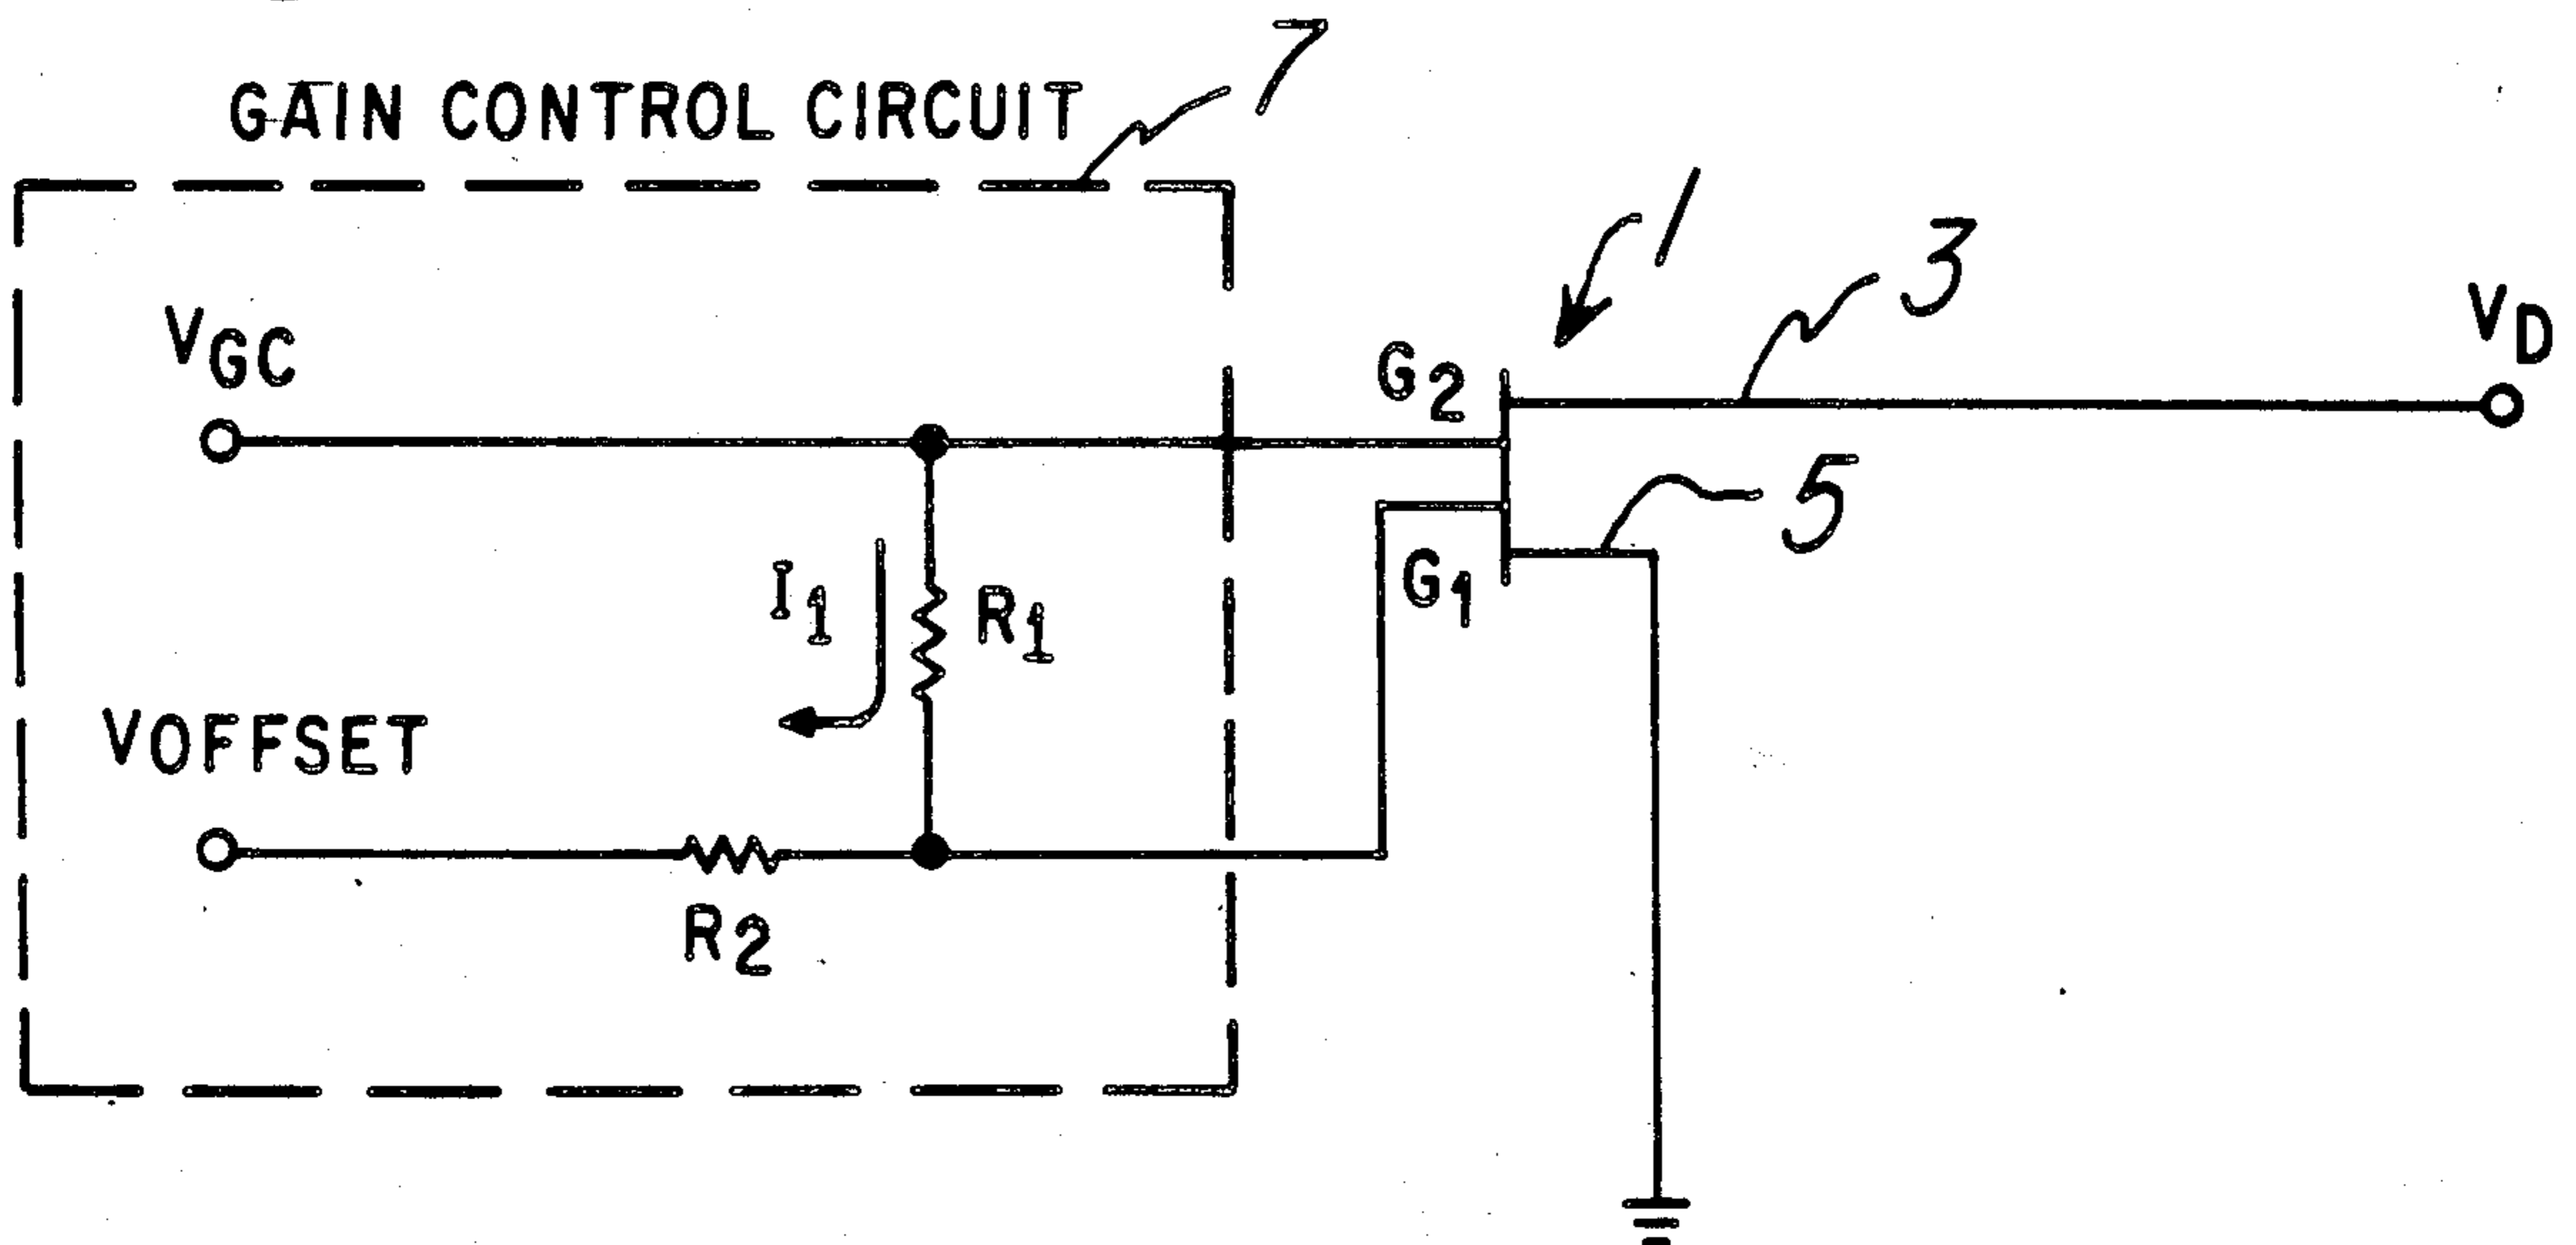 7
GAIN CONTROL CIRCUIT
1
3
VGC
G2
VD
5
I1
R1
G1
VOFFSET
R2